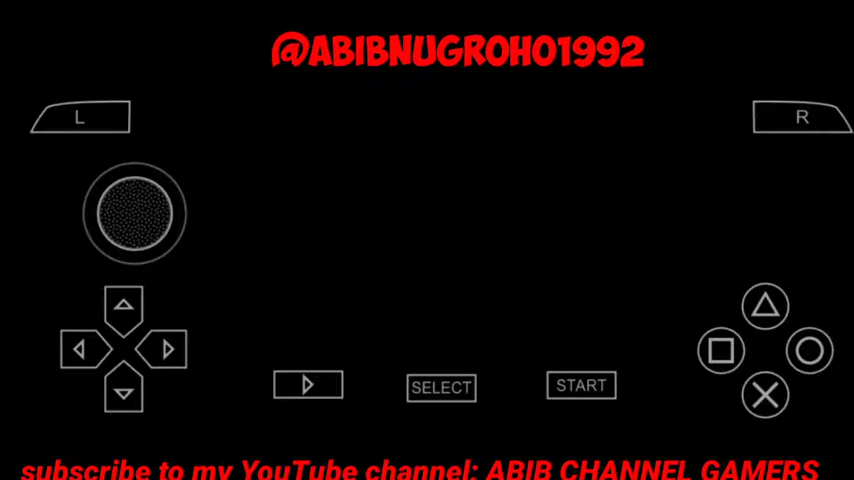 @ABIBNUGROHO1992
L
R
SELECT
START
subscribe to my YouTube channel: ABIB CHANNEL GAMERS